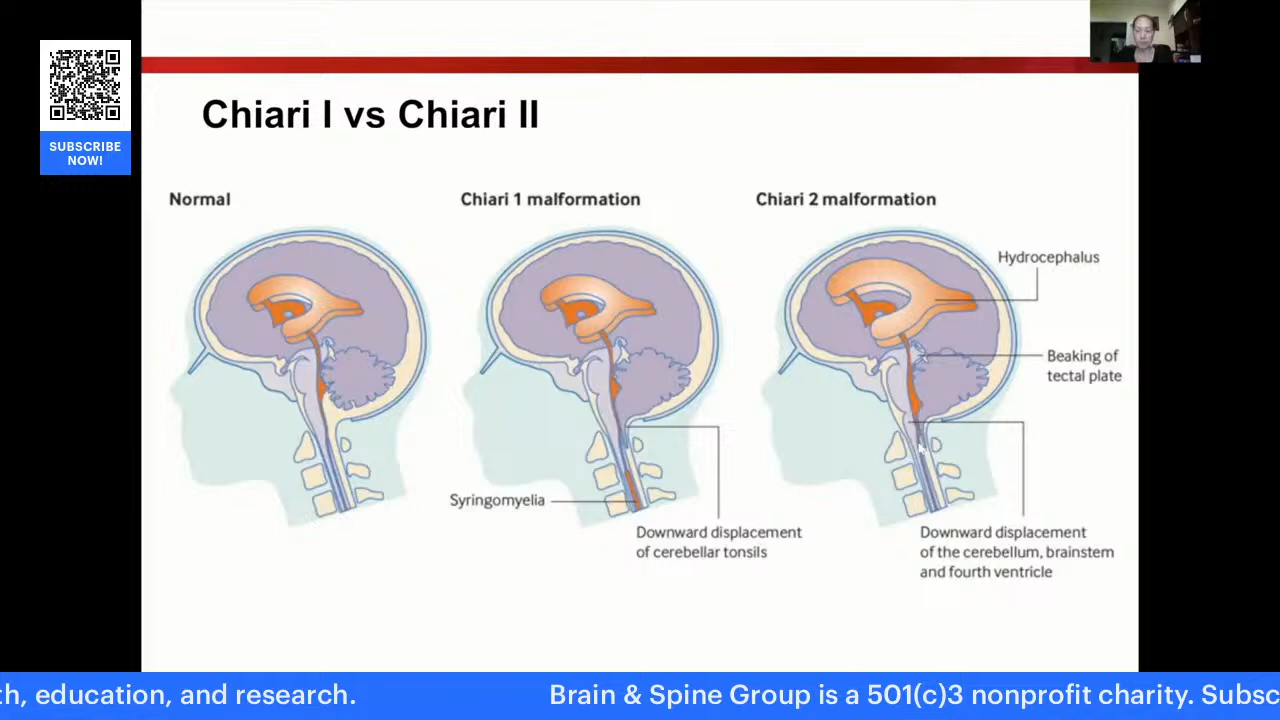 SUBSCRIBE
NOW!
Chiari I vs Chiari II
Normal
Chiari 1 malformation
Chiari 2 malformation
Hydrocephalus
Beaking of
tectal plate
Syringomyelia
Downward displacement
of cerebellar tonsils
Downward displacement
of the cerebellum, brainstem
and fourth ventricle
th, education, and research. Brain & Spine Group is a 501(c)3 nonprofit charity. Subsc